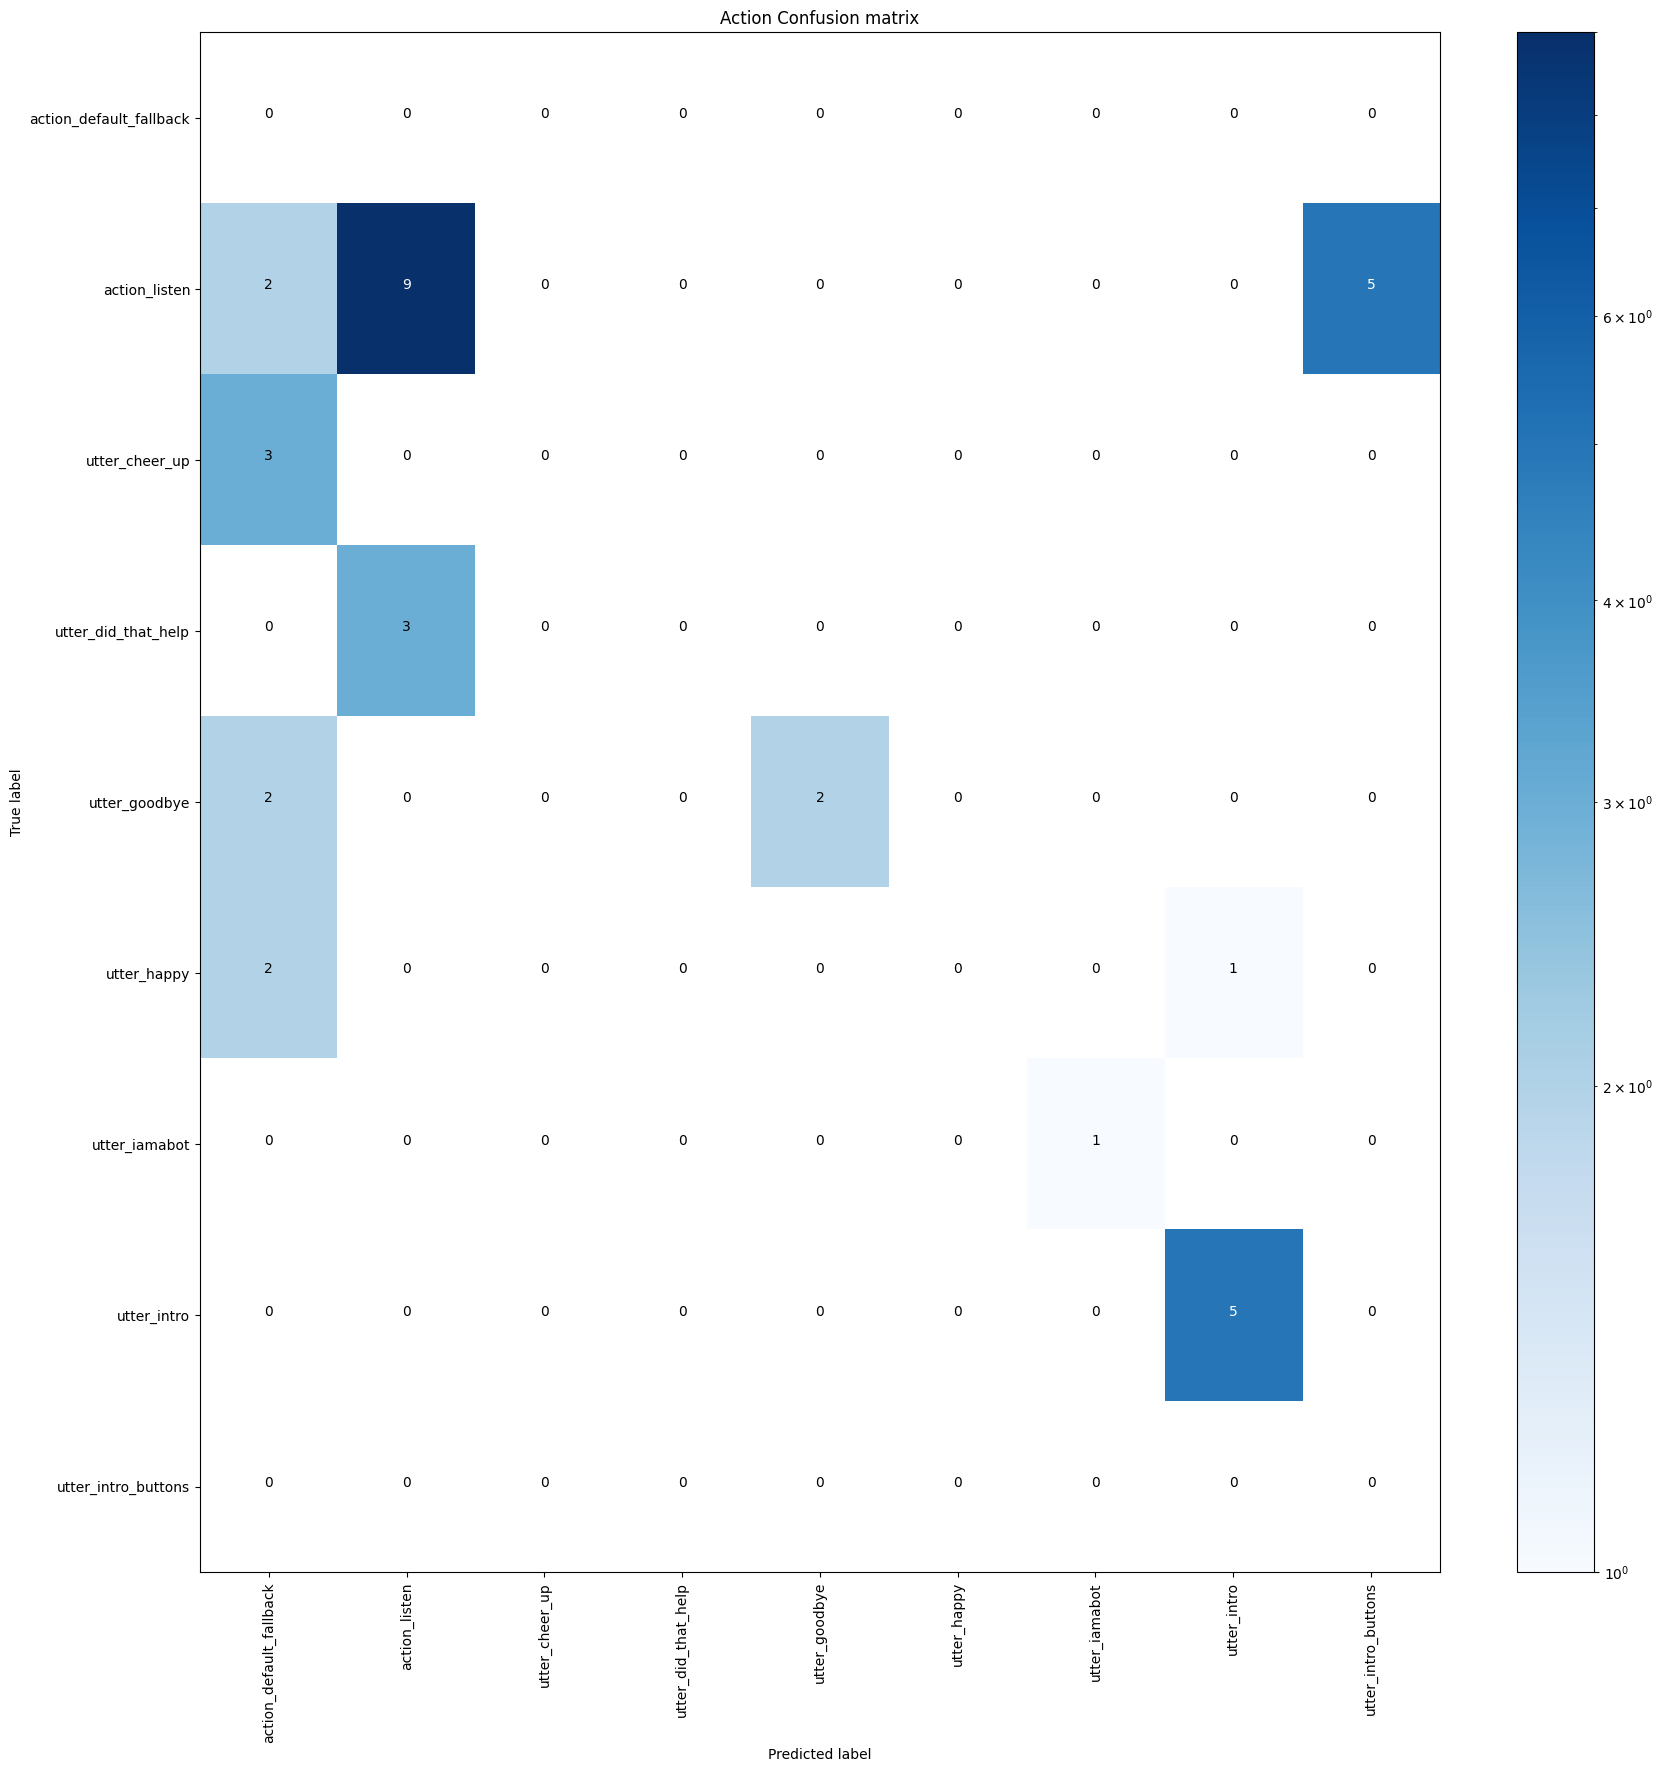 Action Confusion matrix
action_default_fallback 0 0 0 0 0 0 0 0 0
action_listen 2 9 0 0 0 0 0 0 5
utter_cheer_up 3 0 0 0 0 0 0 0 0
utter_did_that_help 0 3 0 0 0 0 0 0 0
utter_goodbye 2 0 0 0 2 0 0 0 0
utter_happy 2 0 0 0 0 0 0 1 0
utter_iamabot 0 0 0 0 0 0 1 0 0
utter_intro 0 0 0 0 0 0 0 5 0
utter_intro_buttons 0 0 0 0 0 0 0 0 0
True label
action_default_fallback
action_listen
utter_cheer_up
utter_did_that_help
utter_goodbye
utter_happy
utter_iamabot
utter_intro
utter_intro_buttons
Predicted label
6 × 10⁰
4 × 10⁰
3 × 10⁰
2 × 10⁰
10�0